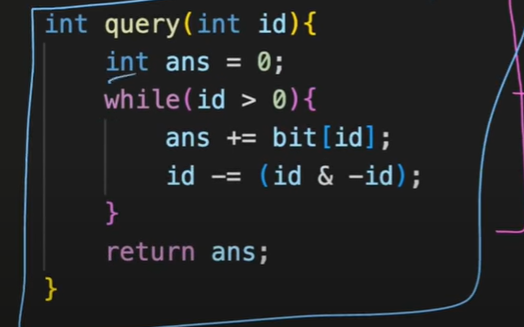 int query(int id){
int ans = 0;
while(id > 0){
ans += bit[id];
id -= (id & -id);
}
return ans;
}